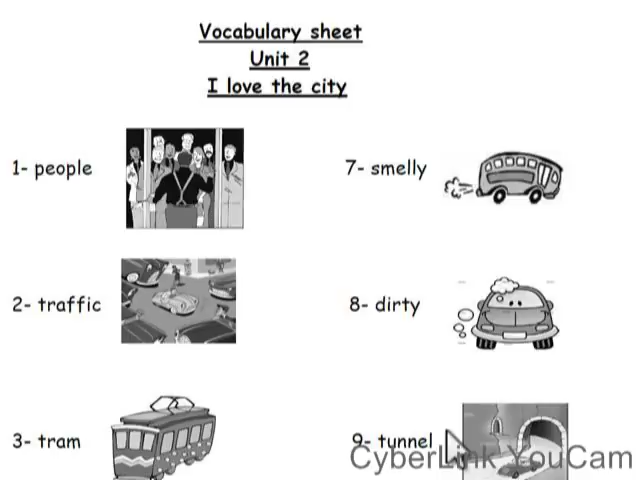 Vocabulary sheet
Unit 2
I love the city
1- people
7- smelly
2- traffic
8- dirty
3- tram
9- tunnel
CyberLink YouCam